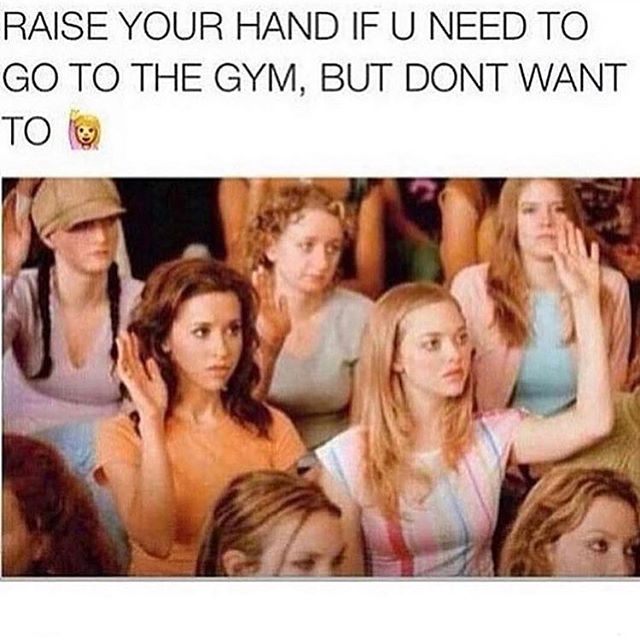 RAISE YOUR HAND IF U NEED TO
GO TO THE GYM, BUT DONT WANT
TO 🙋